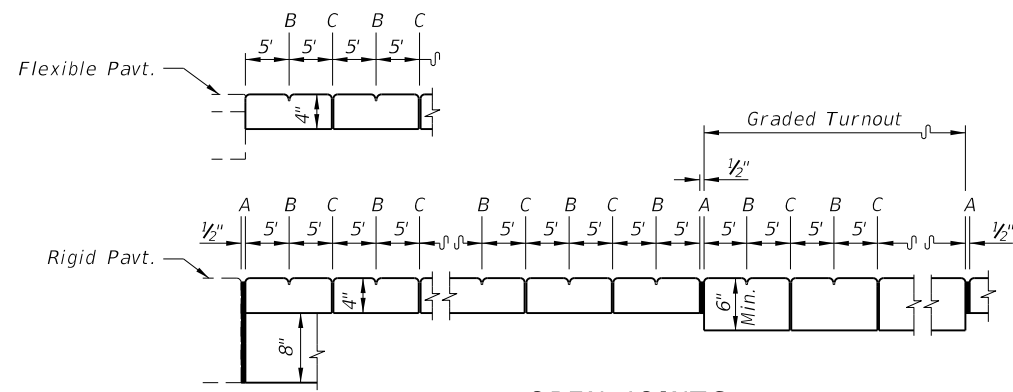 B C B C
5' 5' 5' 5'
Flexible Pavt.
4"
Graded Turnout
½"
A B C B C B C B C B A B C B C A
½" 5' 5' 5' 5' 5' 5' 5' 5' 5' 5' 5' 5' 5' ½"
Rigid Pavt.
4"
6" Min.
8"